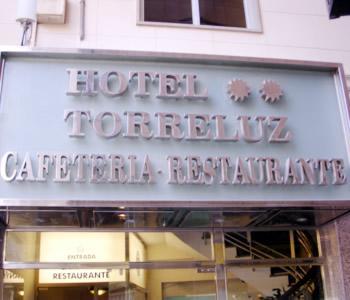 HOTEL
TORRELUZ
CAFETERIA · RESTAURANTE
ENTRADA
RESTAURANTE